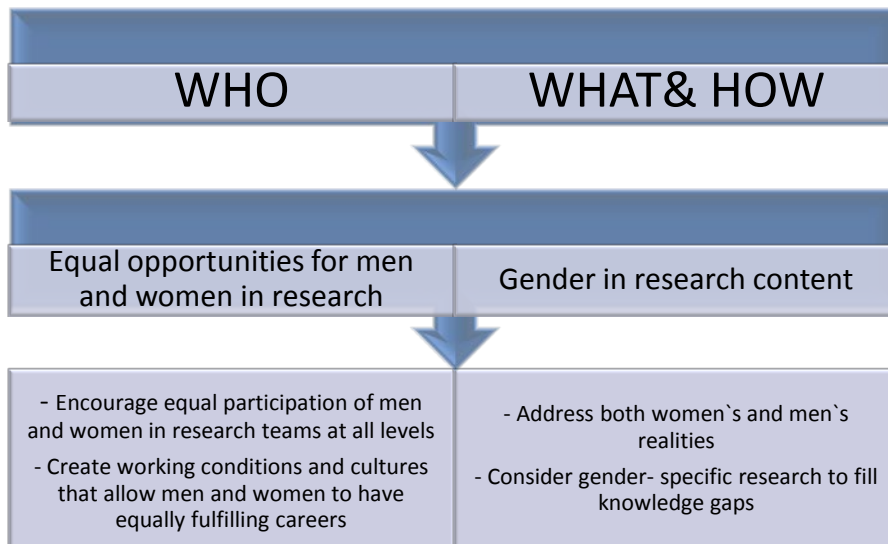 WHO
WHAT& HOW
Equal opportunities for men
and women in research
Gender in research content
- Encourage equal participation of men
and women in research teams at all levels
- Create working conditions and cultures
that allow men and women to have
equally fulfilling careers
- Address both women`s and men`s
realities
- Consider gender- specific research to fill
knowledge gaps